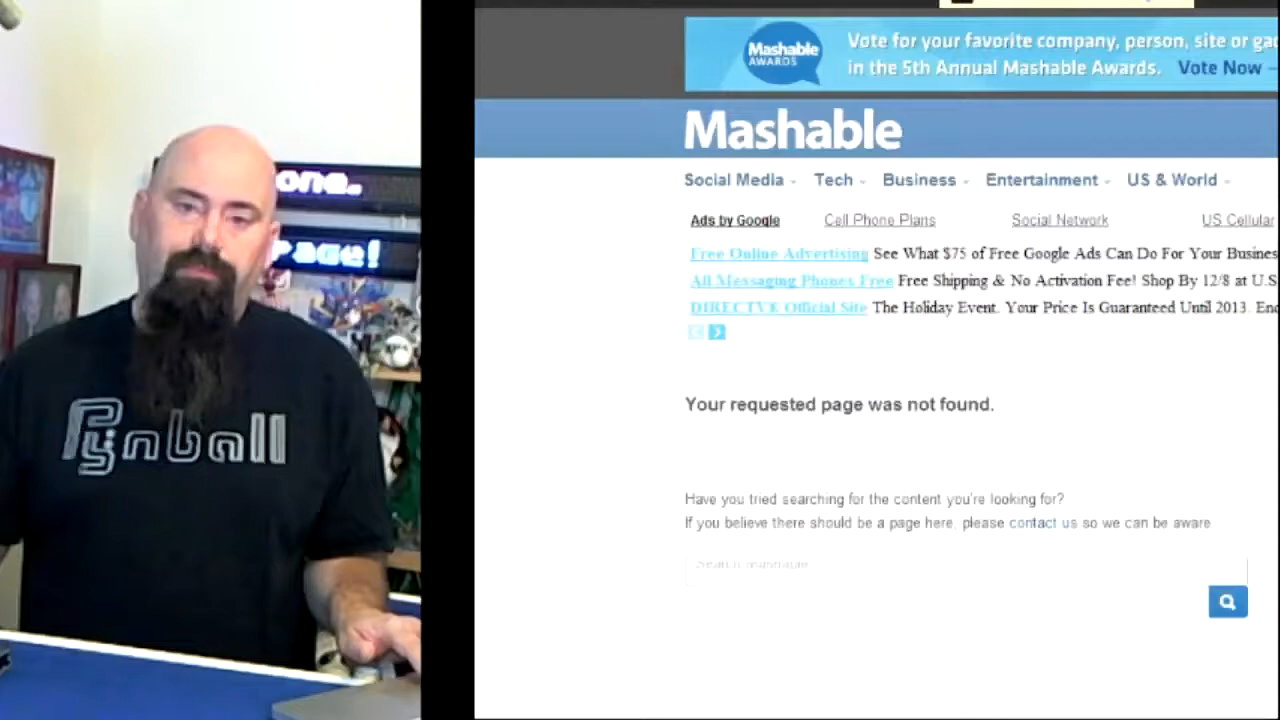 one.
page!
Pynball
Mashable
AWARDS
Vote for your favorite company, person, site or
in the 5th Annual Mashable Awards. Vote Now
Mashable
Social Media Tech Business Entertainment US & World
Ads by Google Cell Phone Plans Social Network US Cellular
Free Online Advertising See What $75 of Free Google Ads Can Do For Your
All Messaging Phones Free Free Shipping & No Activation Fee! Shop By 12/8 at
DIRECTV® Official Site The Holiday Event. Your Price Is Guaranteed Until 2013.
Your requested page was not found.
Have you tried searching for the content you're looking for?
If you believe there should be a page here, please contact us so we can be aware
Search Mashable